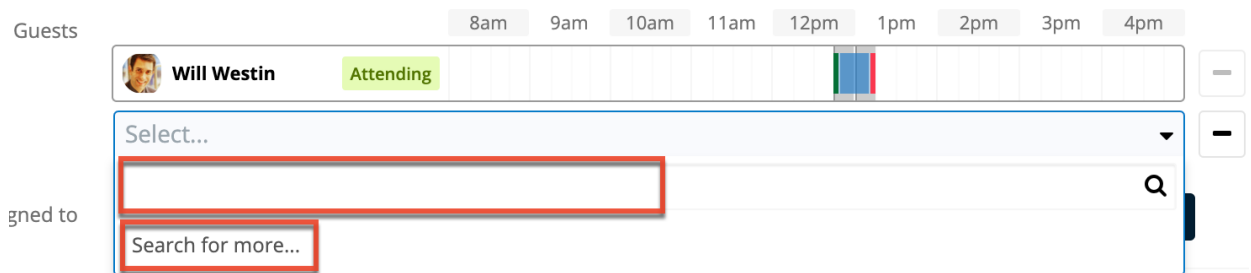 Guests 8am 9am 10am 11am 12pm 1pm 2pm 3pm 4pm
Will Westin Attending
Select...
gned to
Search for more...